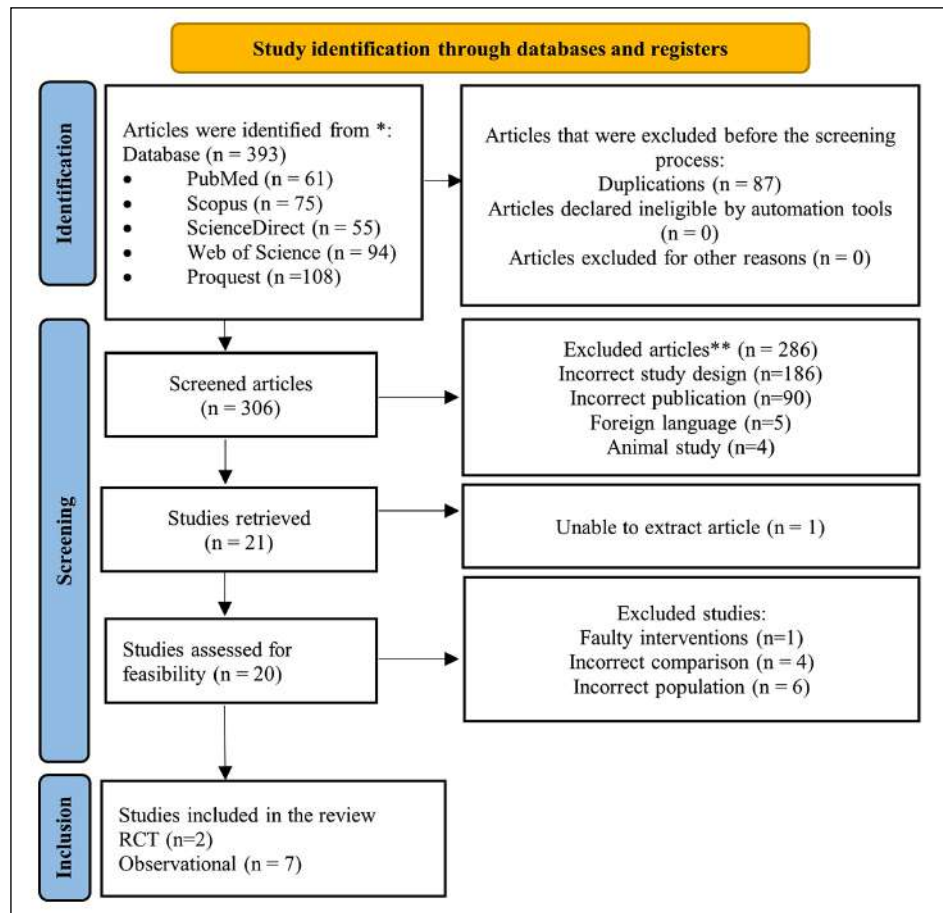 Study identification through databases and registers
Identification
Articles were identified from *:
Database (n = 393)
• PubMed (n = 61)
• Scopus (n = 75)
• ScienceDirect (n = 55)
• Web of Science (n = 94)
• Proquest (n =108)
Articles that were excluded before the screening
process:
Duplications (n = 87)
Articles declared ineligible by automation tools
(n = 0)
Articles excluded for other reasons (n = 0)
Screening
Screened articles
(n = 306)
Excluded articles** (n = 286)
Incorrect study design (n=186)
Incorrect publication (n=90)
Foreign language (n=5)
Animal study (n=4)
Studies retrieved
(n = 21)
Unable to extract article (n = 1)
Studies assessed for
feasibility (n = 20)
Excluded studies:
Faulty interventions (n=1)
Incorrect comparison (n = 4)
Incorrect population (n = 6)
Inclusion
Studies included in the review
RCT (n=2)
Observational (n = 7)